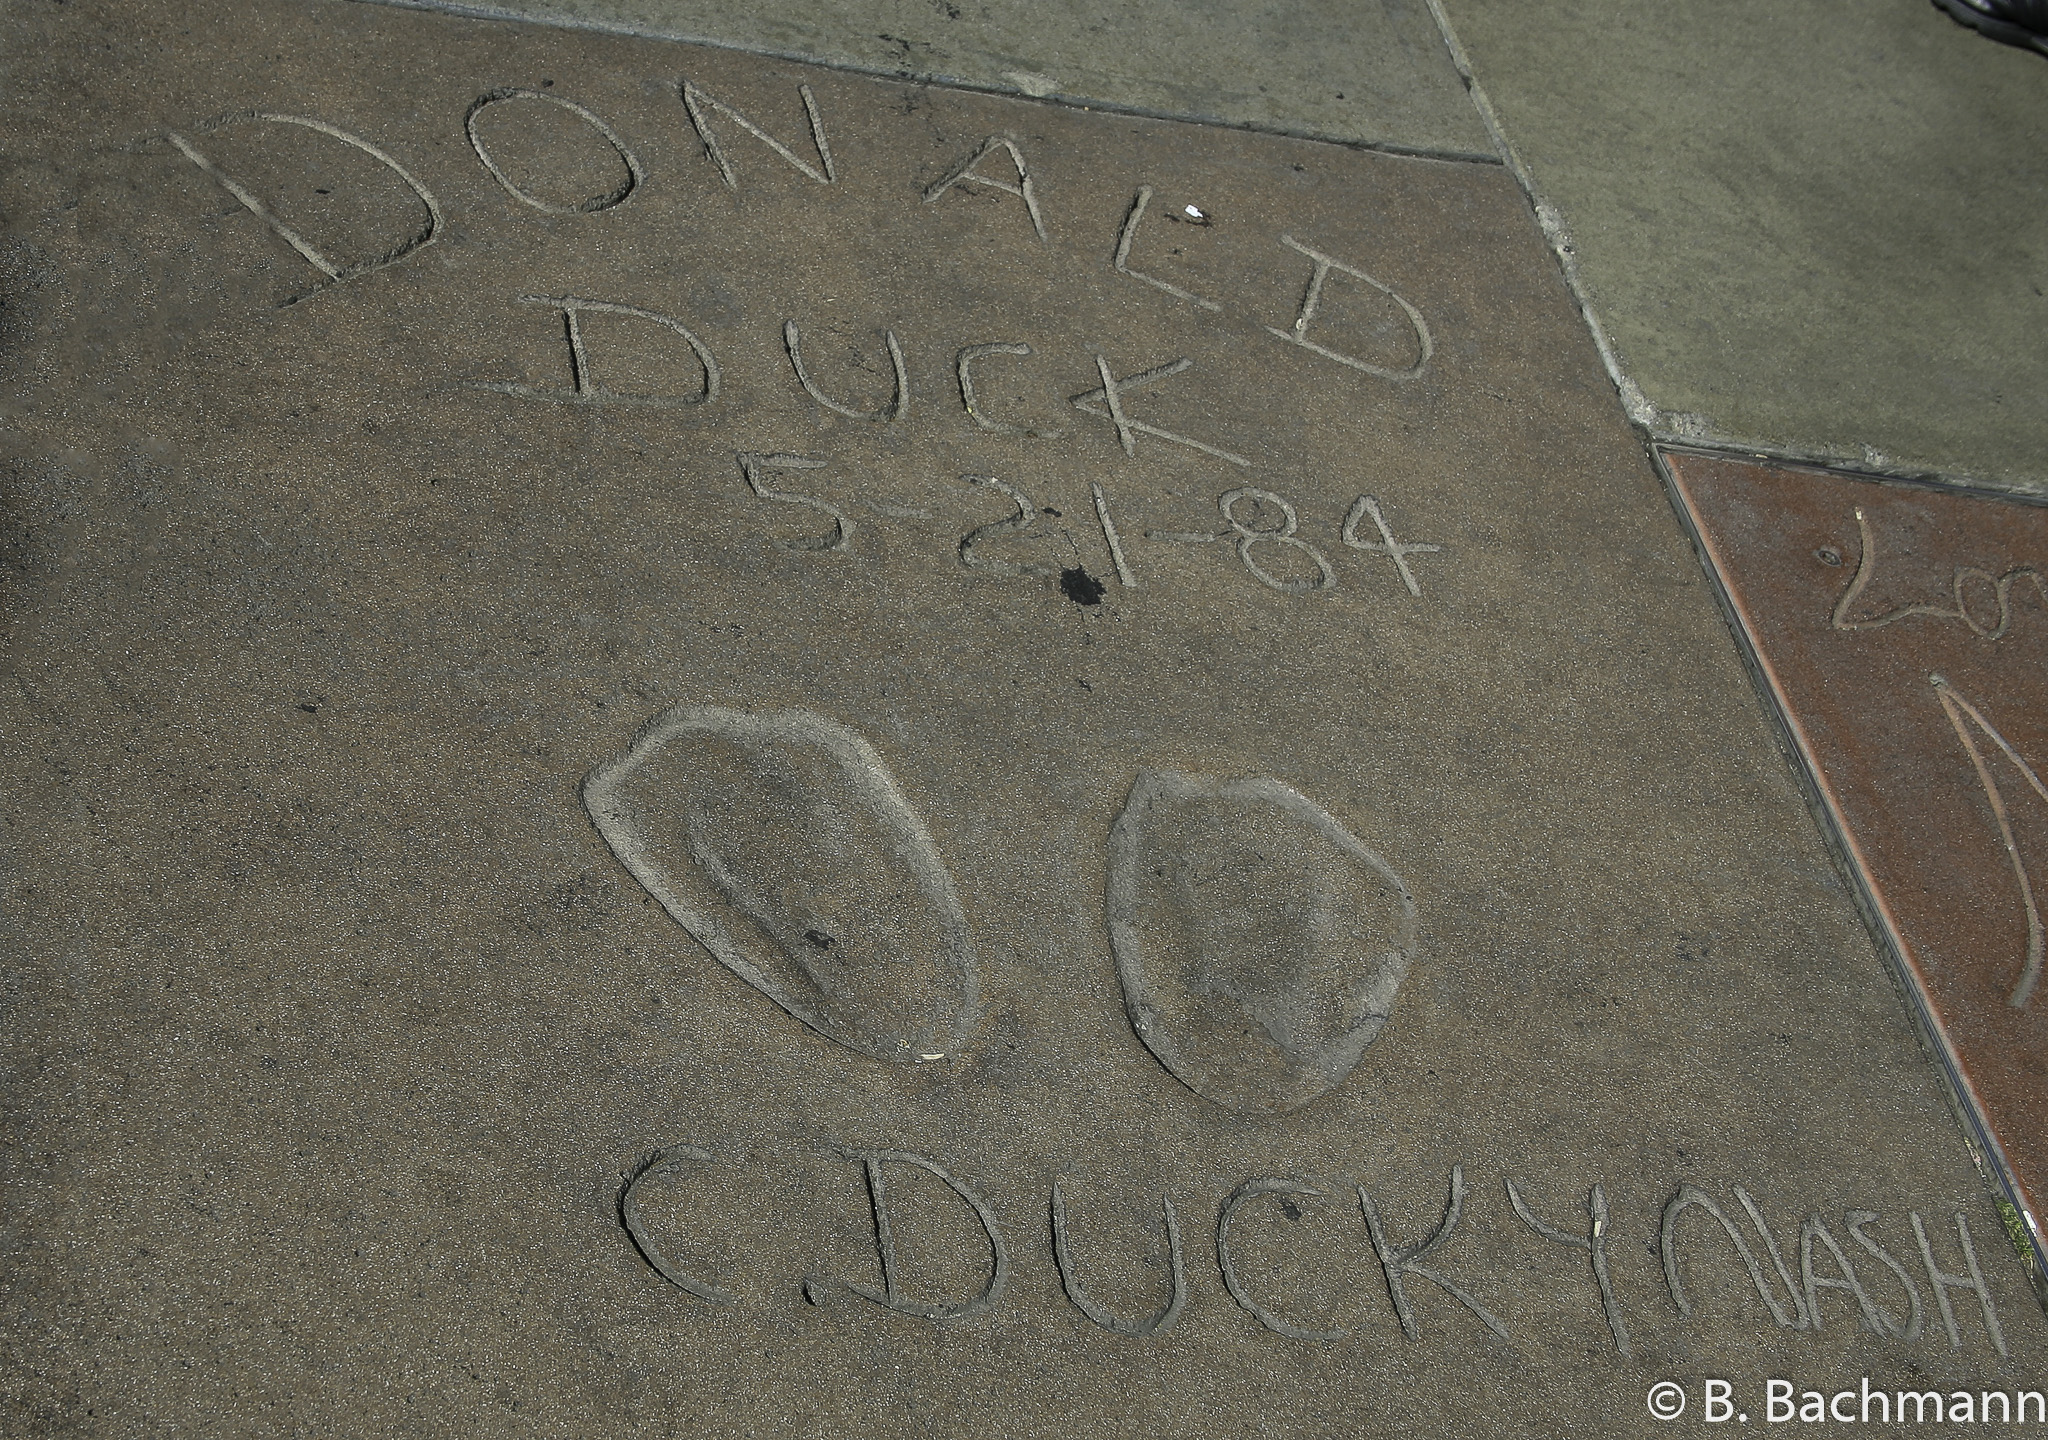 DONALD
DUCK
5-21-84
C. DUCKY NASH
© B. Bachmann